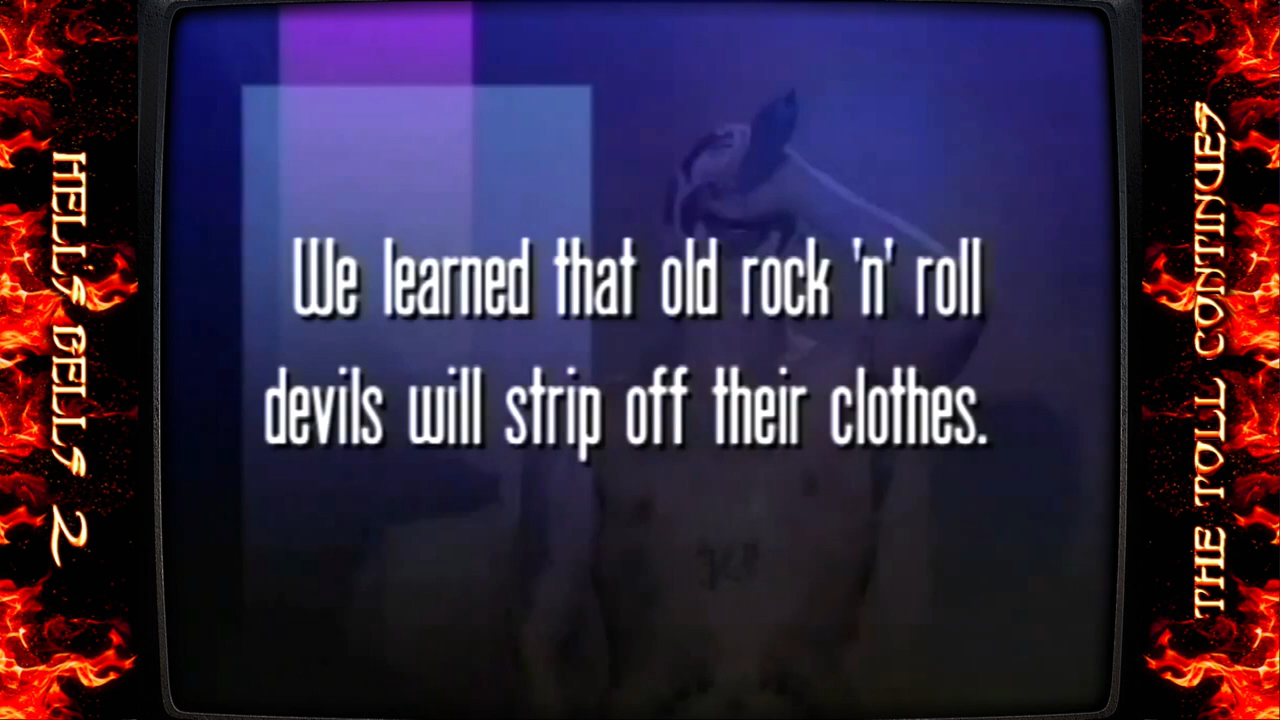 HELL'S BELLS 2
We learned that old rock 'n' roll
devils will strip off their clothes.
THE TOLL CONTINUES